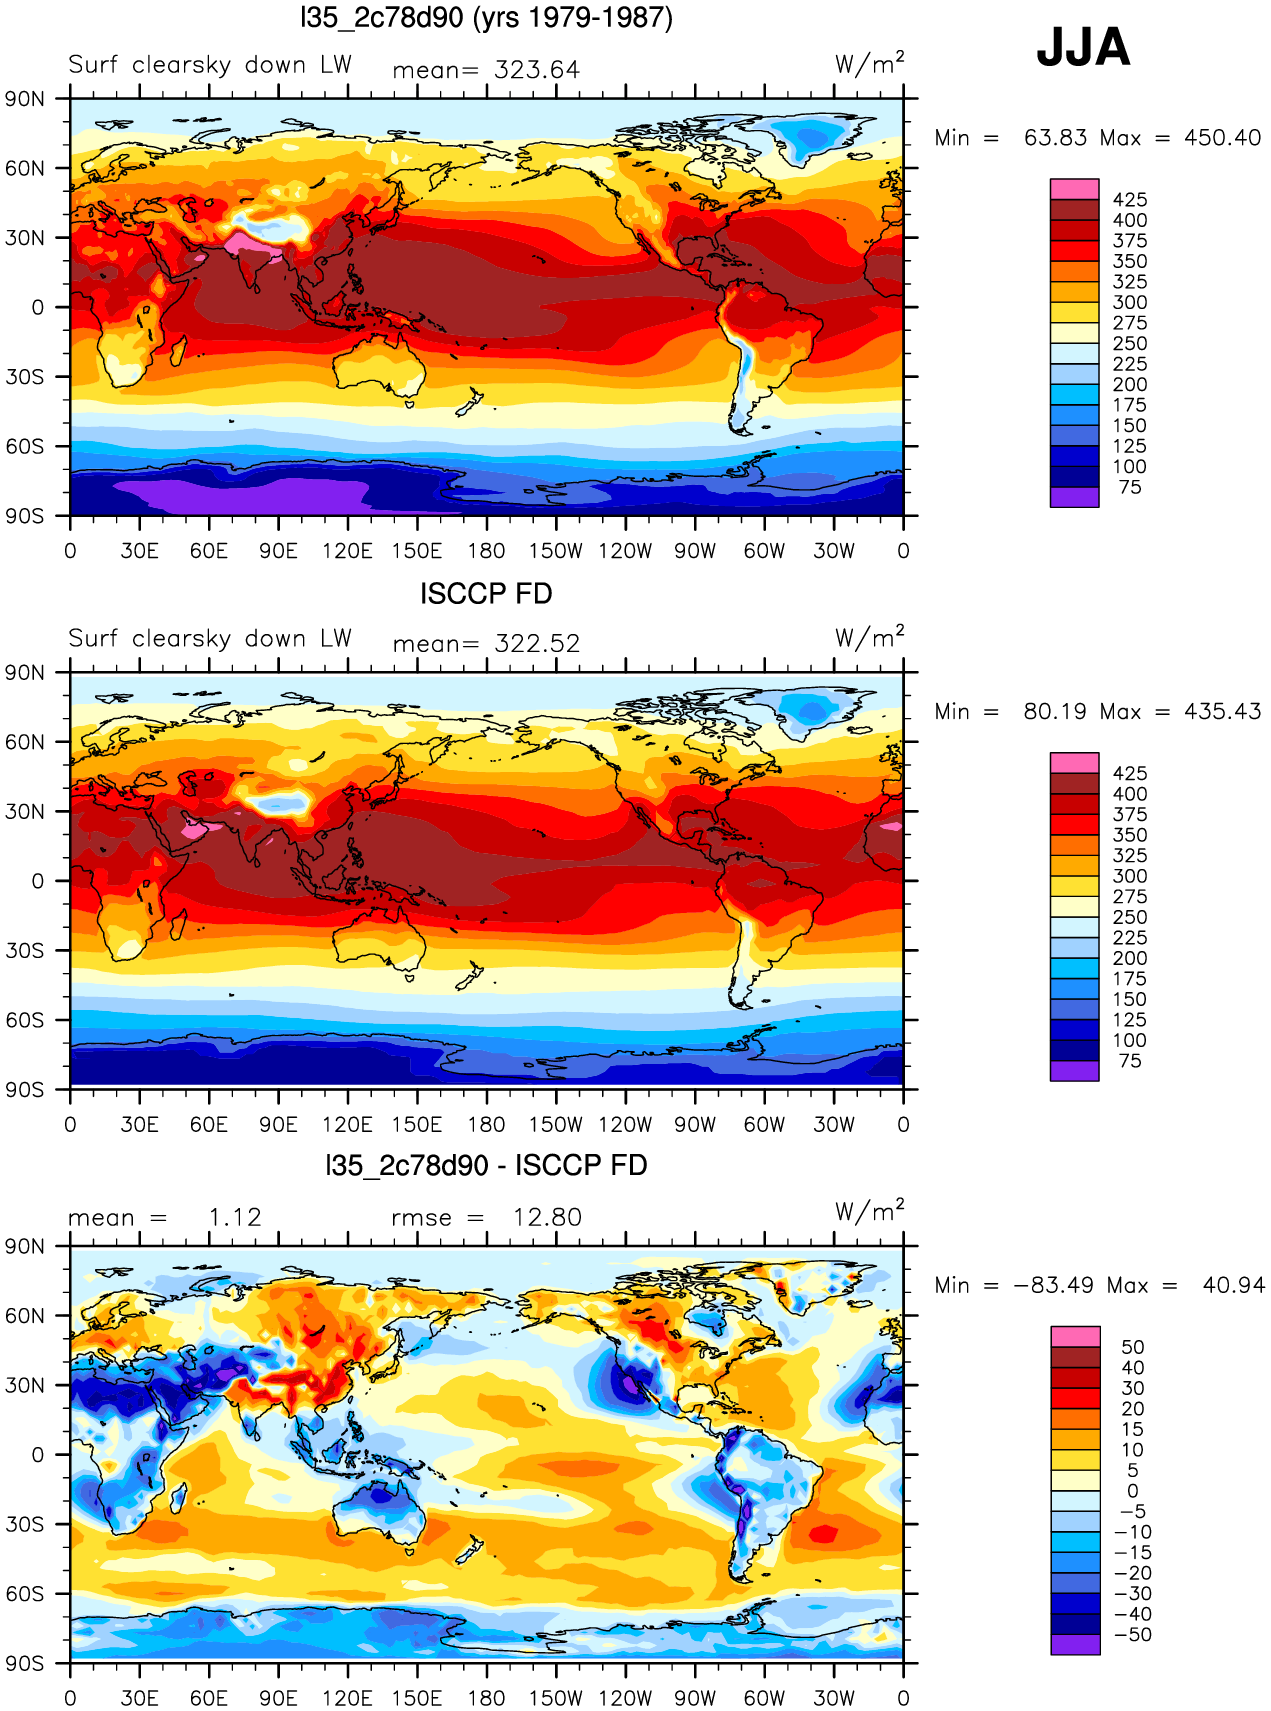 l35_2c78d90 (yrs 1979-1987)
JJA
Surf clearsky down LW mean= 323.64 W/m²
Min = 63.83 Max = 450.40
90N
60N
30N
0
30S
60S
90S
0 30E 60E 90E 120E 150E 180 150W 120W 90W 60W 30W 0
425
400
375
350
325
300
275
250
225
200
175
150
125
100
75
ISCCP FD
Surf clearsky down LW mean= 322.52 W/m²
Min = 80.19 Max = 435.43
90N
60N
30N
0
30S
60S
90S
0 30E 60E 90E 120E 150E 180 150W 120W 90W 60W 30W 0
425
400
375
350
325
300
275
250
225
200
175
150
125
100
75
l35_2c78d90 - ISCCP FD
mean = 1.12 rmse = 12.80 W/m²
Min = −83.49 Max = 40.94
90N
60N
30N
0
30S
60S
90S
0 30E 60E 90E 120E 150E 180 150W 120W 90W 60W 30W 0
50
40
30
20
15
10
5
0
−5
−10
−15
−20
−30
−40
−50